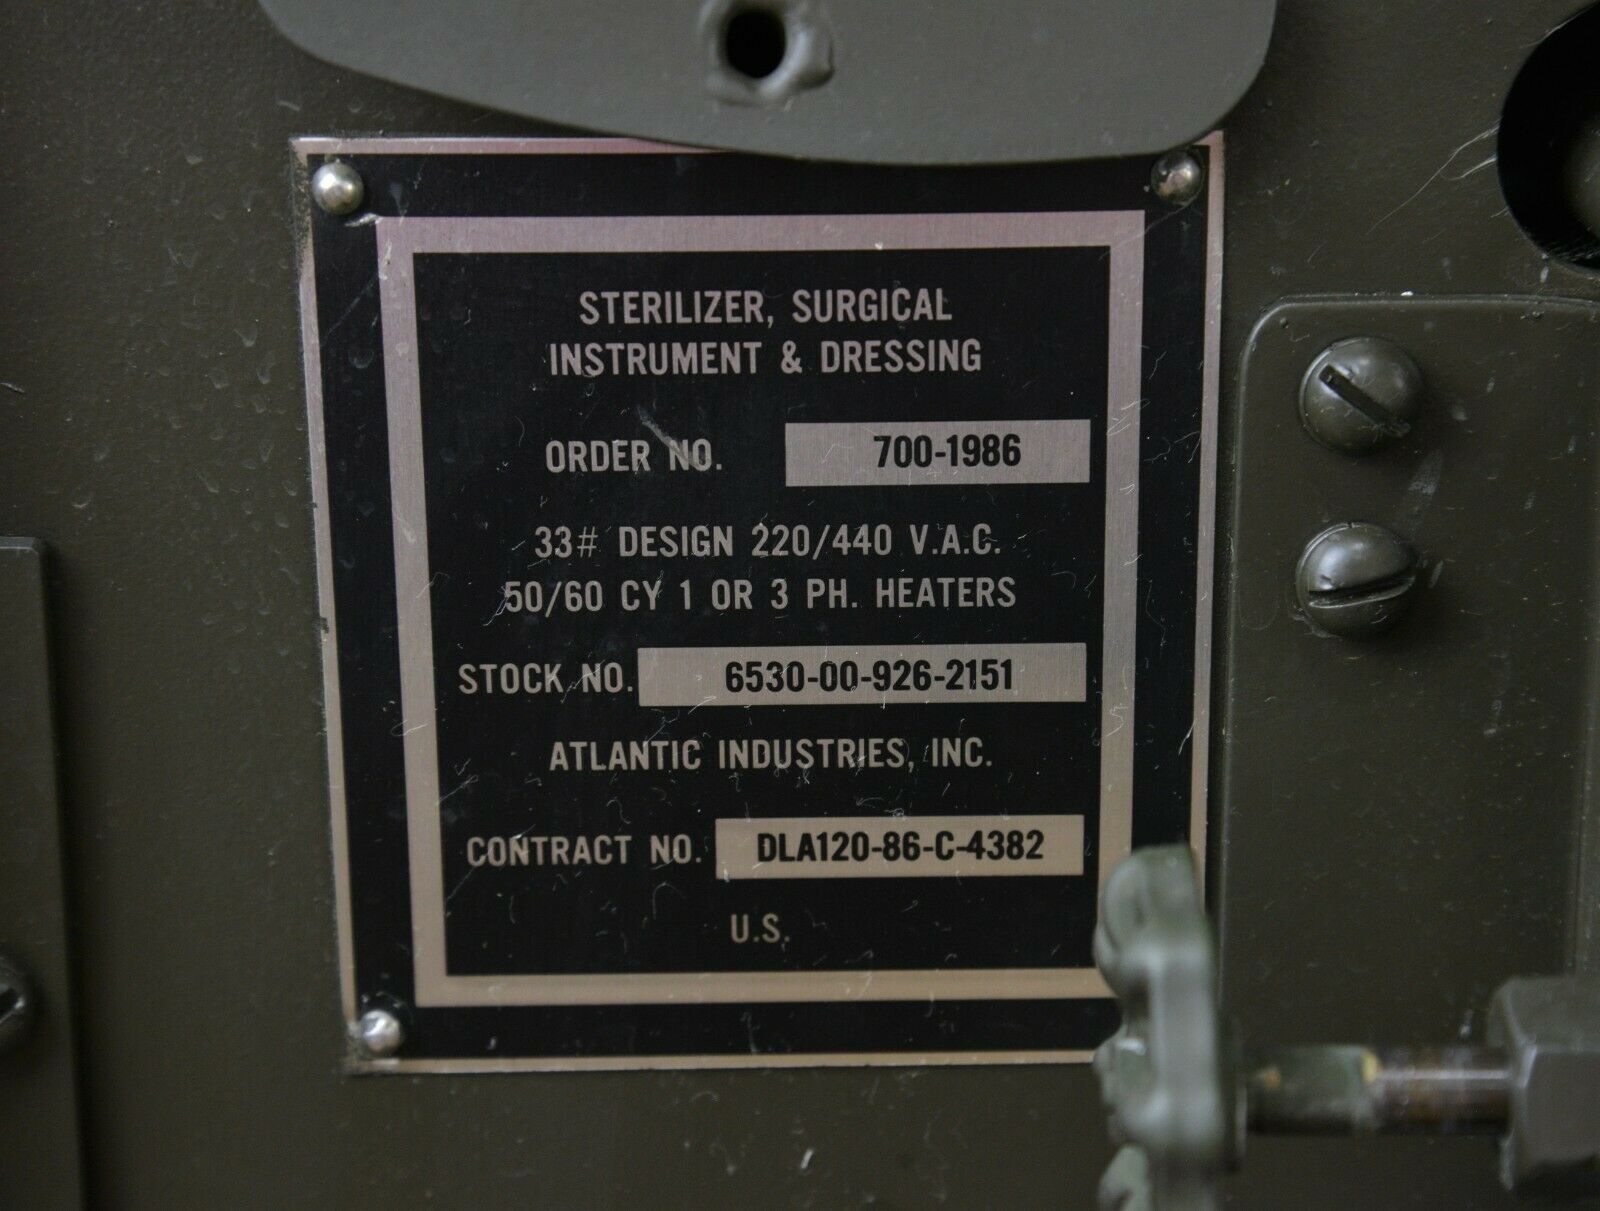 STERILIZER, SURGICAL
INSTRUMENT & DRESSING
ORDER NO. 700-1986
33# DESIGN 220/440 V.A.C.
50/60 CY 1 OR 3 PH. HEATERS
STOCK NO. 6530-00-926-2151
ATLANTIC INDUSTRIES, INC.
CONTRACT NO. DLA120-86-C-4382
U.S.